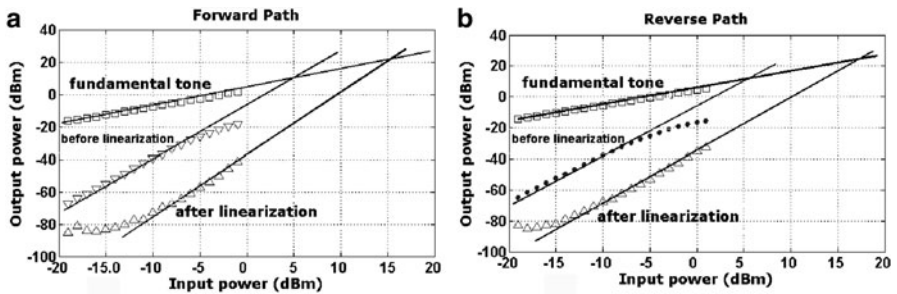 a
Forward Path
Output power (dBm)
40
20
0
-20
-40
-60
-80
-100
fundamental tone
before linearization
after linearization
-20
-15.0
-10
-5
0
5
10
15
20
Input power (dBm)
b
Reverse Path
Output power (dBm)
40
20
0
-20
-40
-60
-80
-100
fundamental tone
before linearization
after linearization
-20
-15
-10
-5
0
5
10
15
20
Input power (dBm)